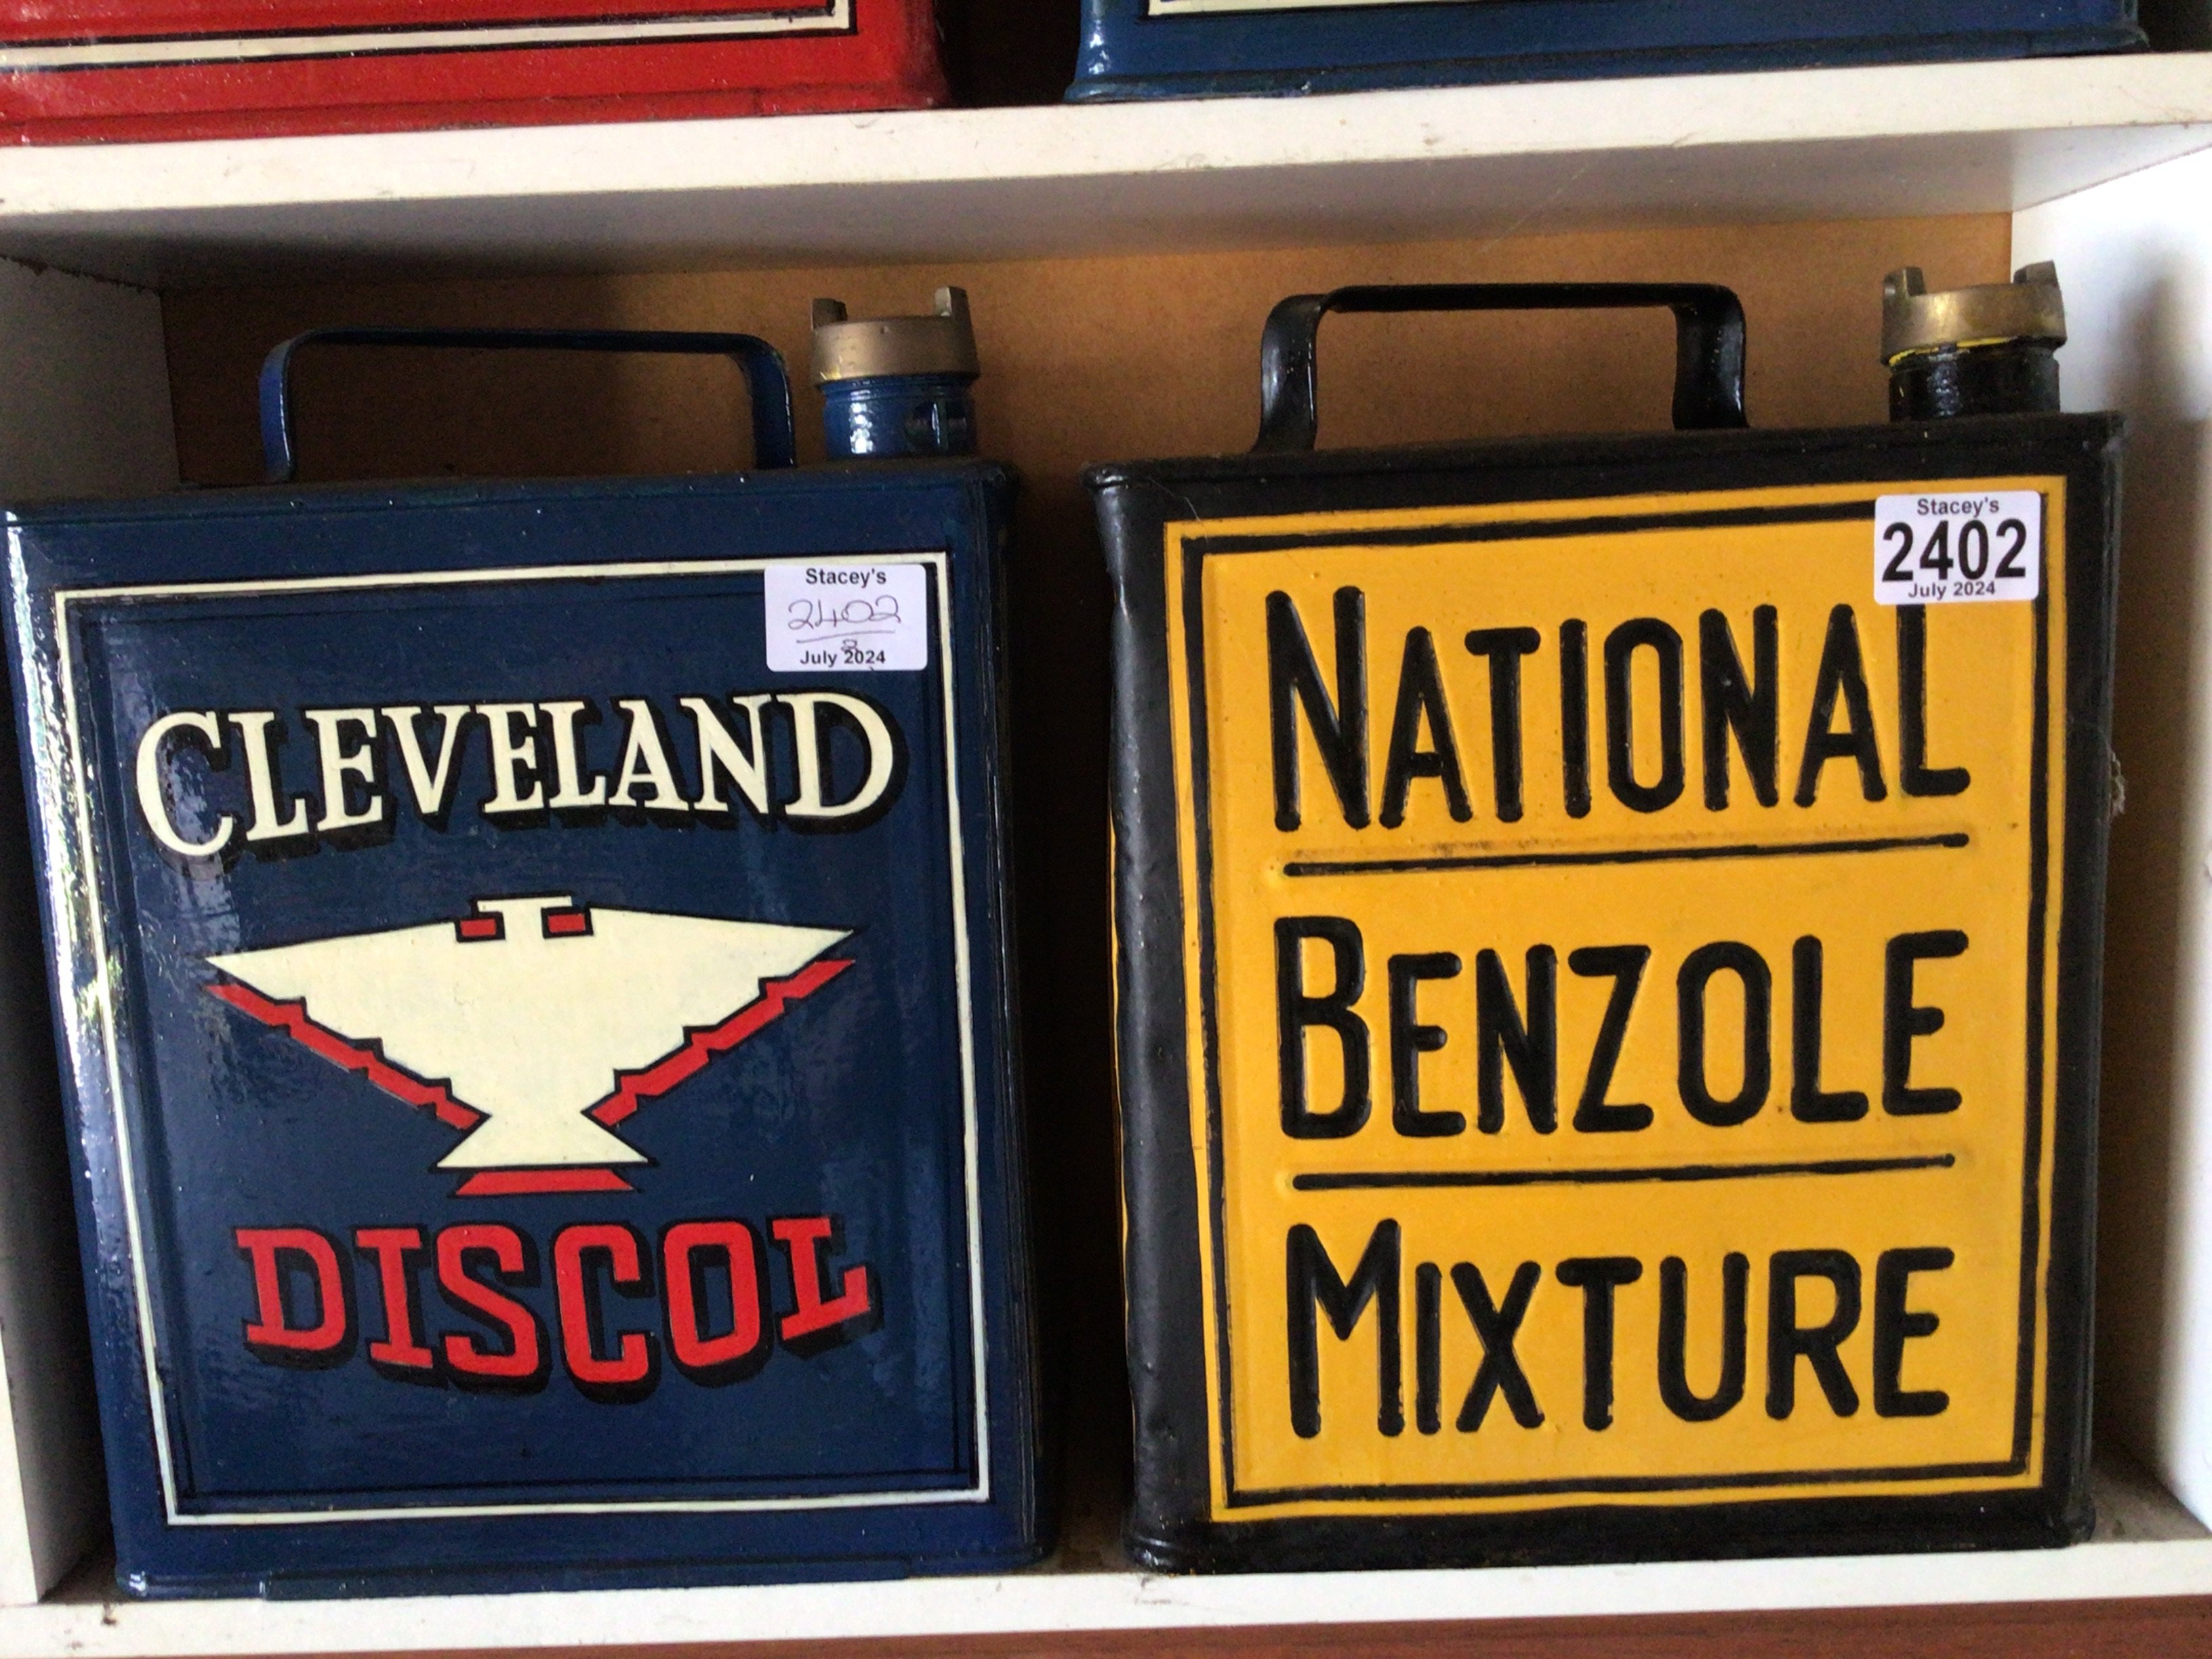 Stacey's
2402
July 2024
CLEVELAND
DISCOL
Stacey's
2402
July 2024
NATIONAL
BENZOLE
MIXTURE